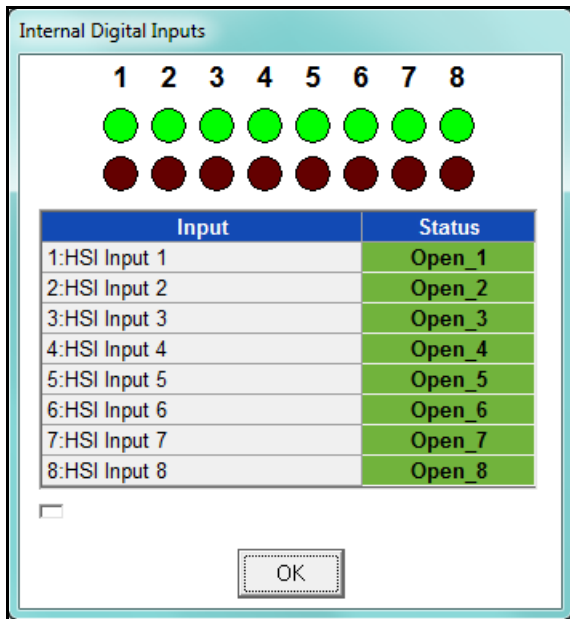 Internal Digital Inputs
1 2 3 4 5 6 7 8
Input Status
1:HSI Input 1 Open_1
2:HSI Input 2 Open_2
3:HSI Input 3 Open_3
4:HSI Input 4 Open_4
5:HSI Input 5 Open_5
6:HSI Input 6 Open_6
7:HSI Input 7 Open_7
8:HSI Input 8 Open_8
OK